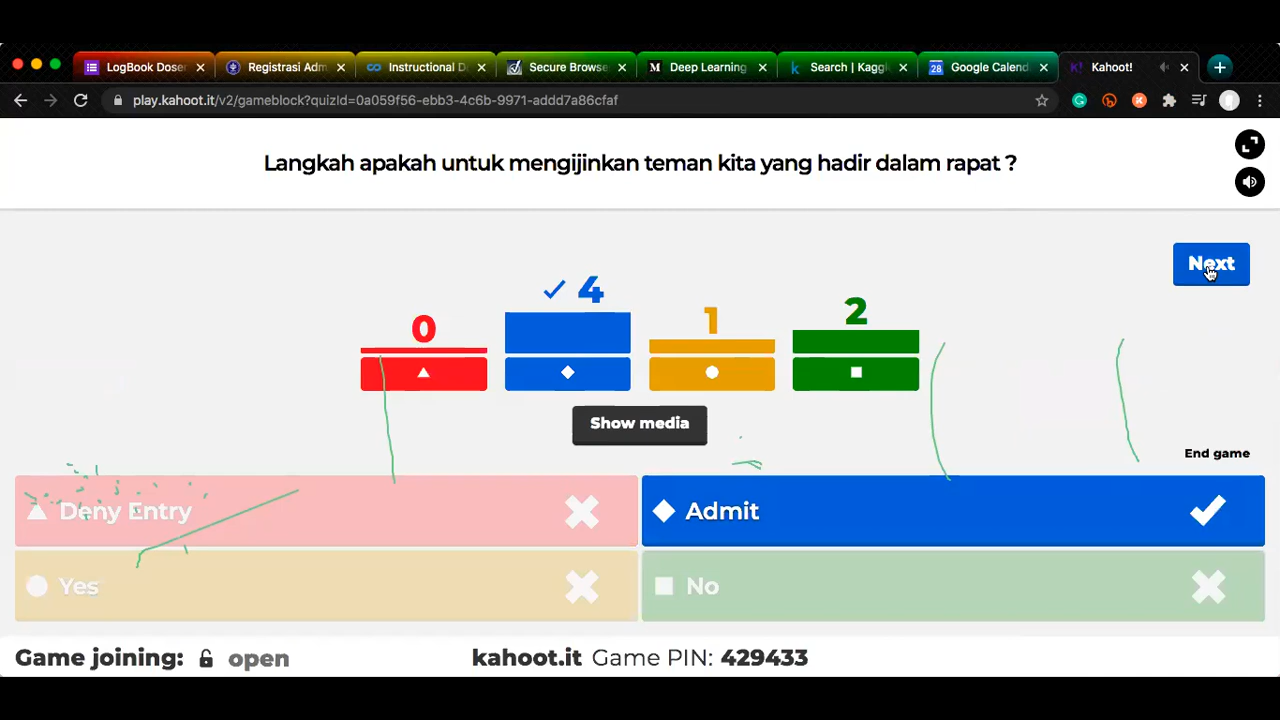 LogBook Doser
Registrasi Adm
Instructional D
Secure Browse
Deep Learning
Search | Kaggl
Google Calend
Kahoot!
play.kahoot.it/v2/gameblock?quizId=0a059f56-ebb3-4c6b-9971-addd7a86cfaf
Langkah apakah untuk mengijinkan teman kita yang hadir dalam rapat ?
Next
0
4
1
2
Show media
End game
Deny Entry
Admit
Yes
No
Game joining: open
kahoot.it Game PIN: 429433